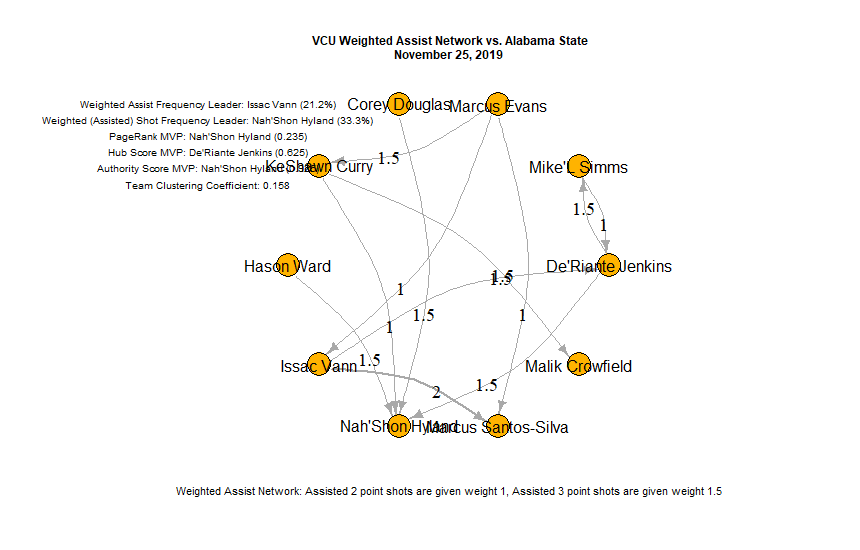 VCU Weighted Assist Network vs. Alabama State
November 25, 2019
Weighted Assist Frequency Leader: Issac Vann (21.2%)
Weighted (Assisted) Shot Frequency Leader: Nah'Shon Hyland (33.3%)
PageRank MVP: Nah'Shon Hyland (0.235)
Hub Score MVP: De'Riante Jenkins (0.625)
Authority Score MVP: Nah'Shon Hyland
Team Clustering Coefficient: 0.158
Corey Douglas
Marcus Evans
1.5
KeShawn Curry
Mike'L Simms
1.5
1
Hason Ward
De'Riante Jenkins
1.5
1.5
1
1.5
1
1
1.5
Issac Vann
Malik Crowfield
1.5
2
Nah'Shon Hyland
Marcus Santos-Silva
Weighted Assist Network: Assisted 2 point shots are given weight 1, Assisted 3 point shots are given weight 1.5